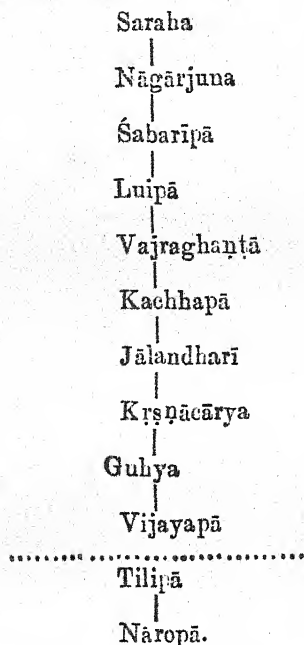 Saraha
Nāgārjuna
Śabarīpā
Luipā
Vajraghaṇṭā
Kachhapā
Jālandharī
Kṛṣṇācārya
Guhya
Vijayapā
Tilipā
Nāropā.